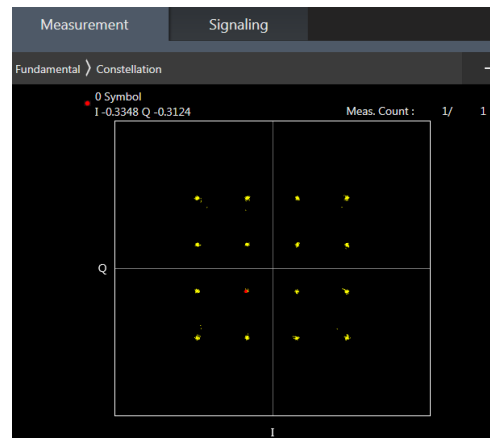 Measurement Signaling
Fundamental 〉 Constellation
0 Symbol
I -0.3348 Q -0.3124 Meas. Count : 1/ 1
Q
I